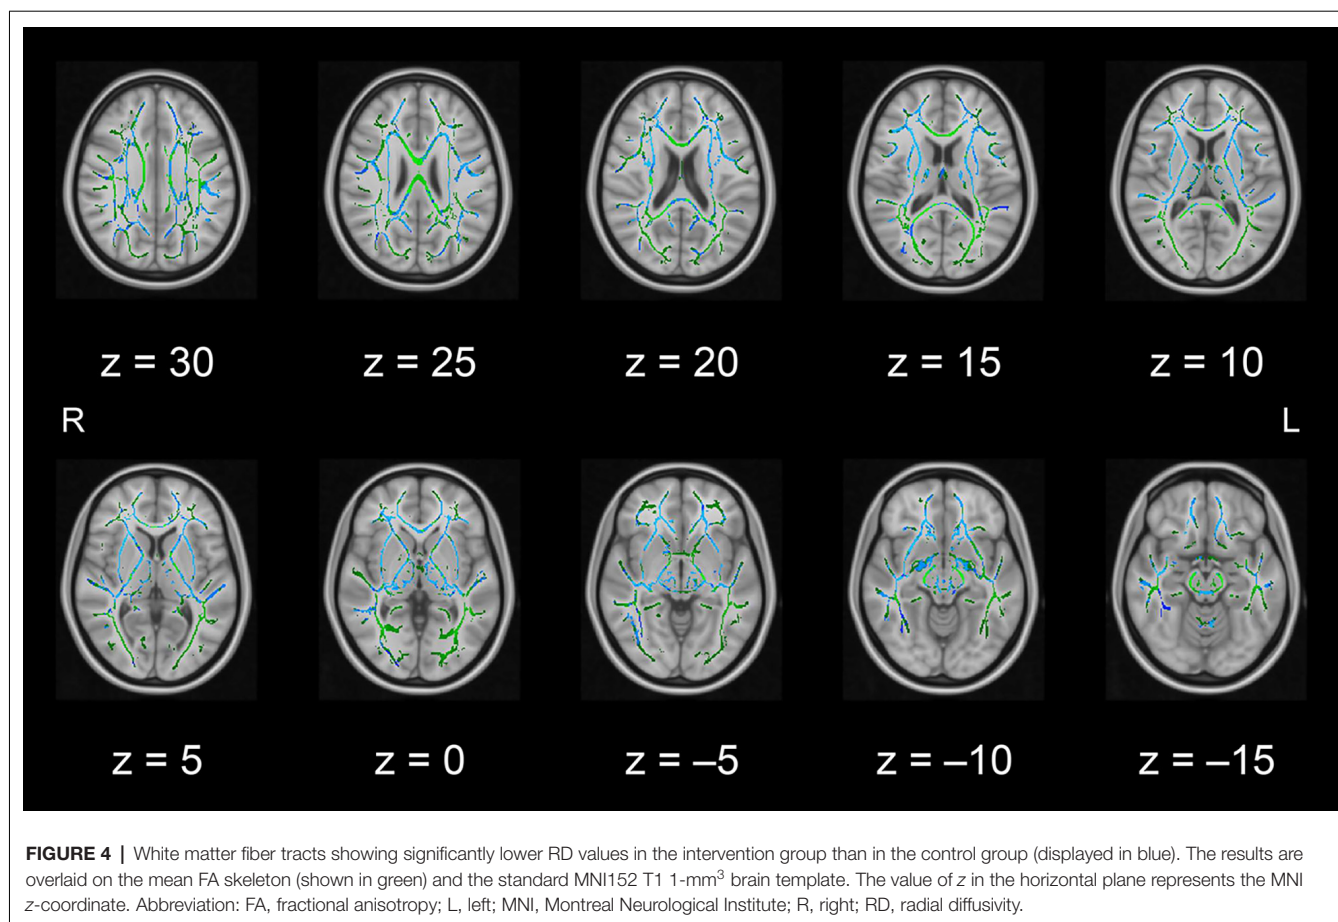 z = 30
z = 25
z = 20
z = 15
z = 10
R
L
z = 5
z = 0
z = –5
z = –10
z = –15
FIGURE 4 | White matter fiber tracts showing significantly lower RD values in the intervention group than in the control group (displayed in blue). The results are
overlaid on the mean FA skeleton (shown in green) and the standard MNI152 T1 1-mm³ brain template. The value of z in the horizontal plane represents the MNI
z-coordinate. Abbreviation: FA, fractional anisotropy; L, left; MNI, Montreal Neurological Institute; R, right; RD, radial diffusivity.